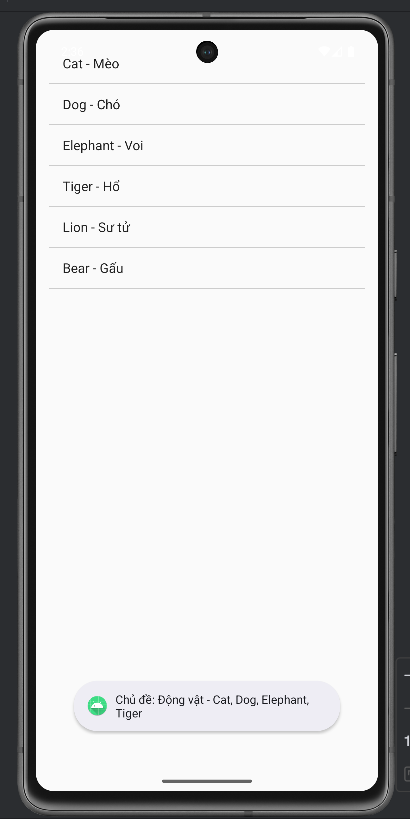 Cat - Mèo
Dog - Chó
Elephant - Voi
Tiger - Hổ
Lion - Sư tử
Bear - Gấu
Chủ đề: Động vật - Cat, Dog, Elephant,
Tiger